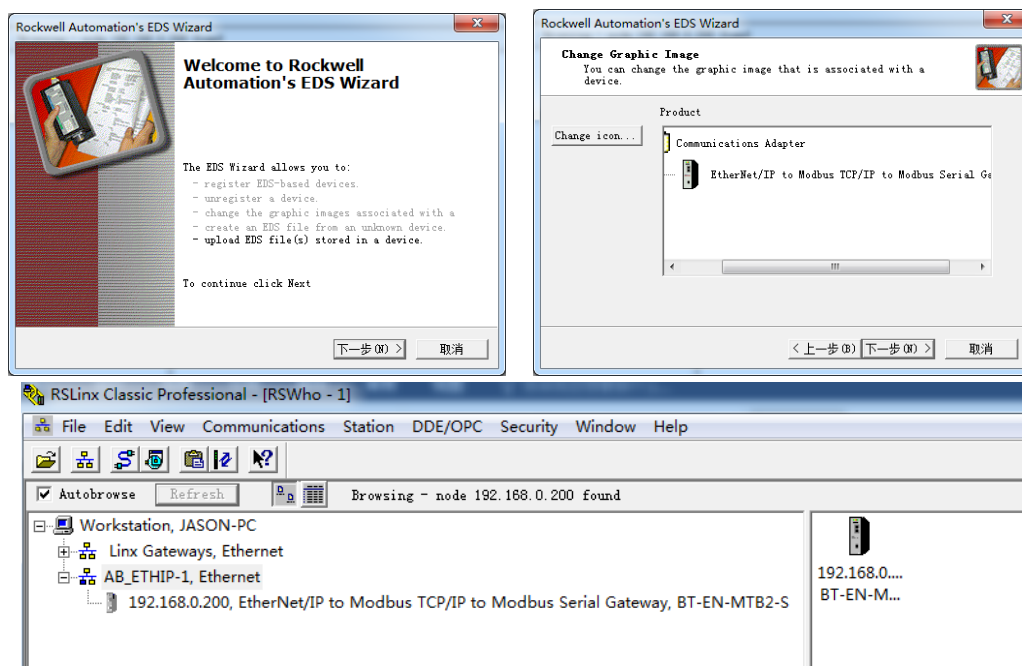 Rockwell Automation's EDS Wizard
Welcome to Rockwell
Automation's EDS Wizard
The EDS Wizard allows you to:
- register EDS-based devices.
- unregister a device.
- change the graphic images associated with a
- create an EDS file from an unknown device.
- upload EDS file(s) stored in a device.
To continue click Next
下一步(N) >
取消
Rockwell Automation's EDS Wizard
Change Graphic Image
You can change the graphic image that is associated with a
device.
Product
Change icon...
Communications Adapter
EtherNet/IP to Modbus TCP/IP to Modbus Serial Ga
< 上一步(B)
下一步(N) >
取消
RSLinx Classic Professional - [RSWho - 1]
File Edit View Communications Station DDE/OPC Security Window Help
Autobrowse Refresh Browsing - node 192.168.0.200 found
Workstation, JASON-PC
Linx Gateways, Ethernet
AB_ETHIP-1, Ethernet
192.168.0.200, EtherNet/IP to Modbus TCP/IP to Modbus Serial Gateway, BT-EN-MTB2-S
192.168.0....
BT-EN-M...